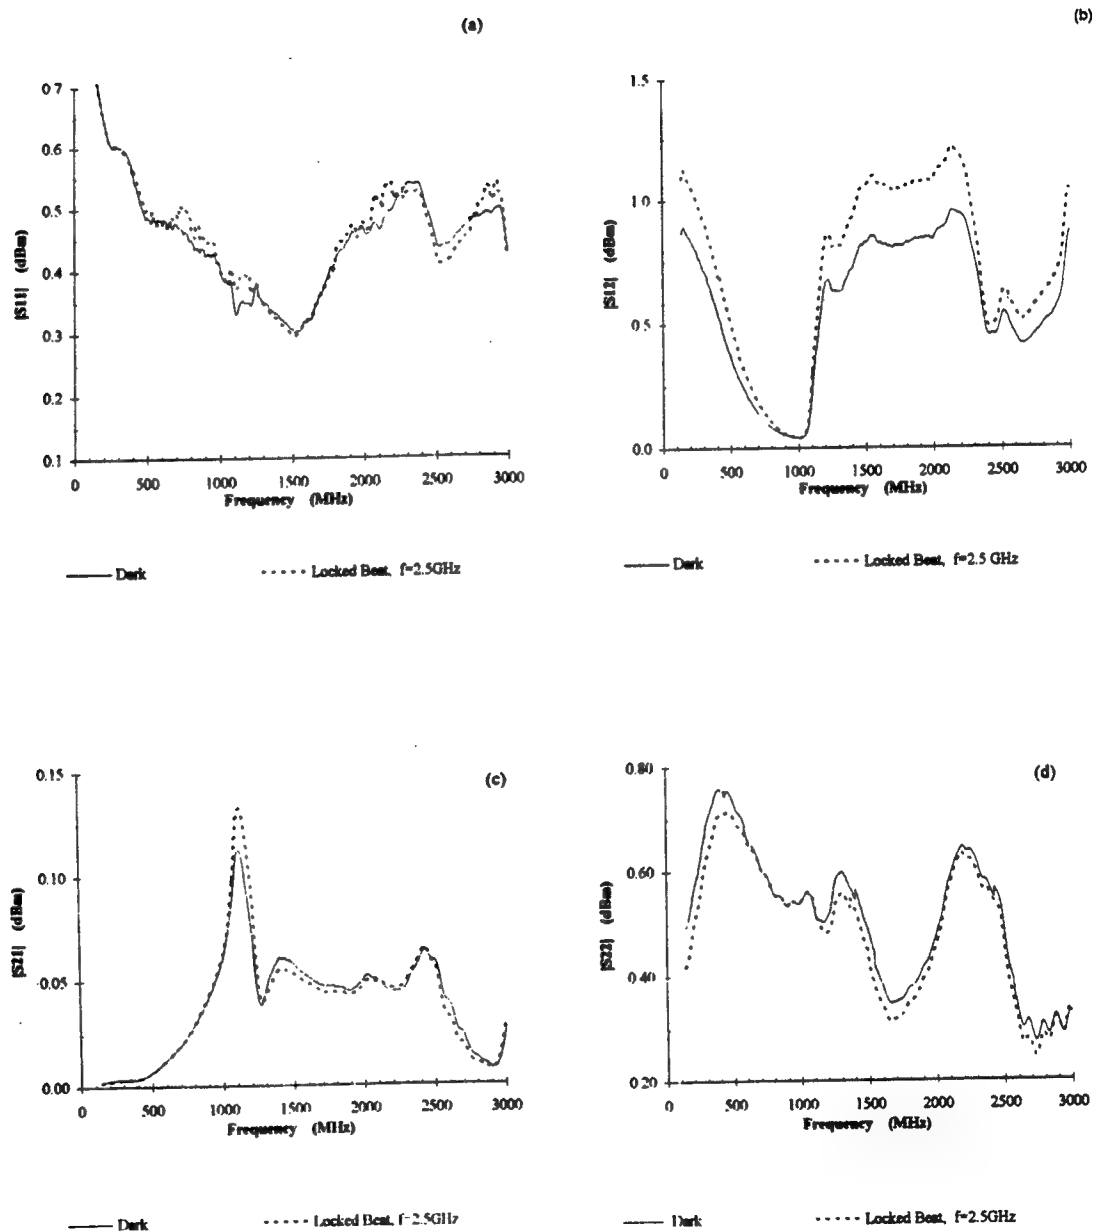 (a)
0.7
0.6
0.5
0.4
0.3
0.2
0.1
|S11| (dBm)
0 500 1000 1500 2000 2500 3000
Frequency (MHz)
Dark Locked Beat, f=2.5GHz
(b)
1.5
1.0
0.5
0.0
|S12| (dBm)
0 500 1000 1500 2000 2500 3000
Frequency (MHz)
Dark Locked Beat, f=2.5 GHz
(c)
0.15
0.10
0.05
0.00
|S21| (dBm)
0 500 1000 1500 2000 2500 3000
Frequency (MHz)
Dark Locked Beat, f=2.5GHz
(d)
0.80
0.60
0.40
0.20
|S22| (dBm)
0 500 1000 1500 2000 2500 3000
Frequency (MHz)
Dark Locked Beat, f=2.5GHz